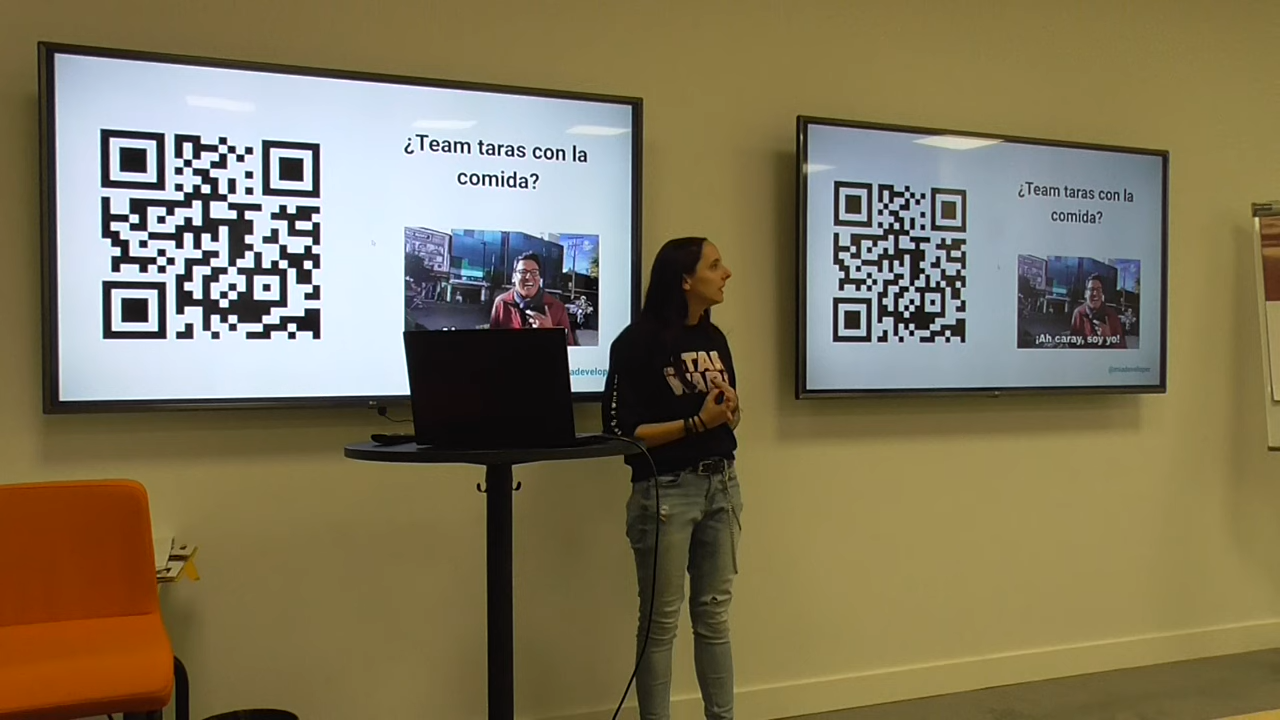 ¿Team taras con la
comida?
STAR
WARS
¿Team taras con la
comida?
¡Ah caray, soy yo!